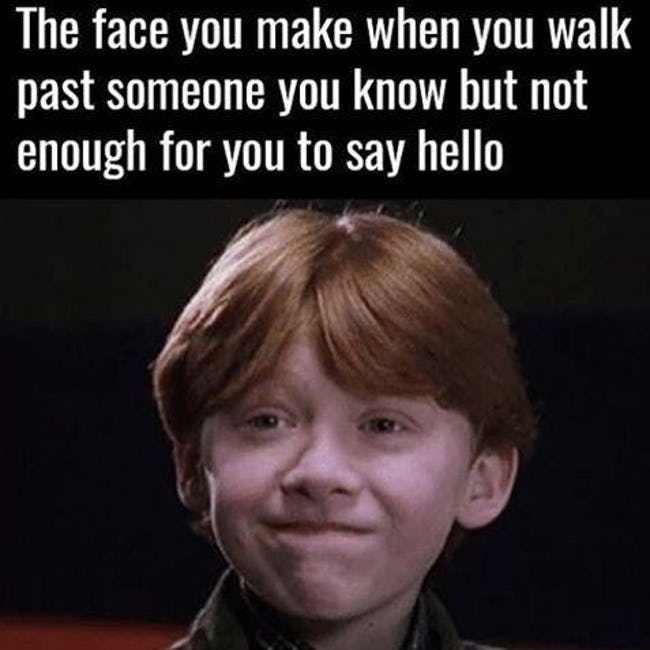 The face you make when you walk
past someone you know but not
enough for you to say hello